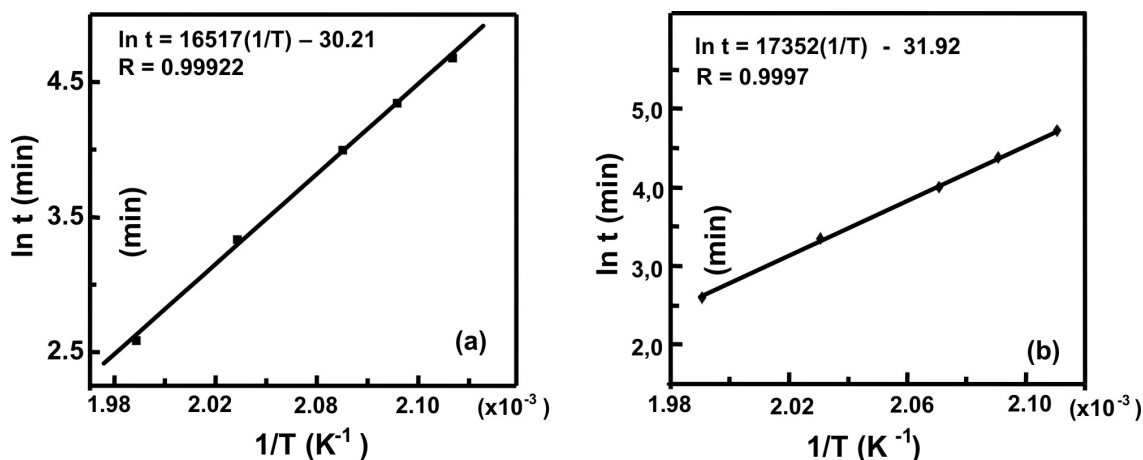 ln t = 16517(1/T) – 30.21
R = 0.99922
4.5
3.5
2.5
ln t (min)
(min)
(a)
1.98
2.02
2.08
2.10
(x10⁻³ )
1/T (K⁻¹)
ln t = 17352(1/T) - 31.92
R = 0.9997
5,0
4,0
3,0
2,0
ln t (min)
(min)
(b)
1.98
2.02
2.06
2.10
(x10⁻³ )
1/T (K ⁻¹)